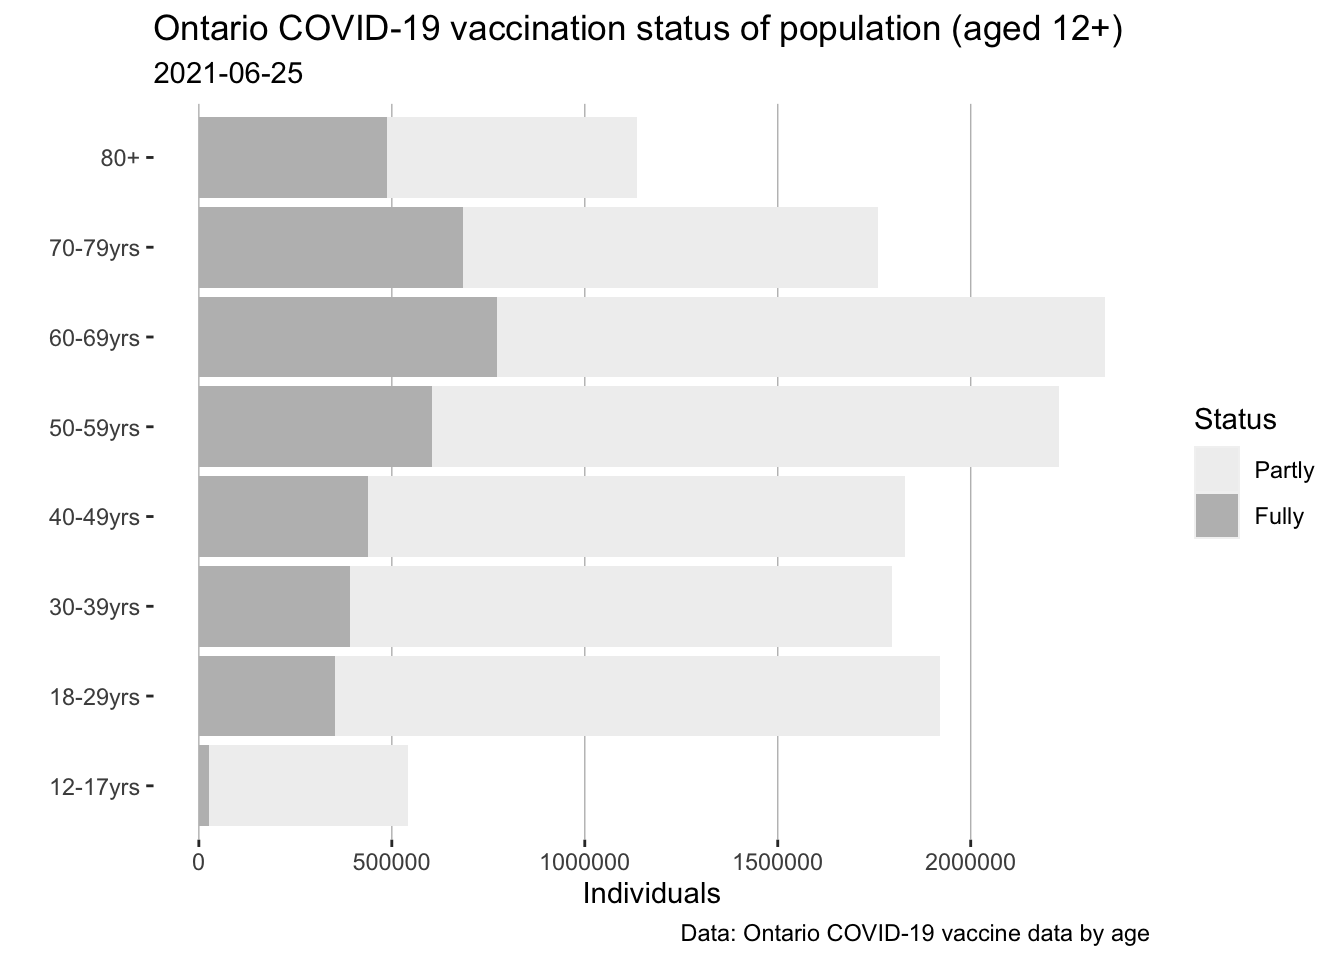 Ontario COVID-19 vaccination status of population (aged 12+)
2021-06-25
80+
70-79yrs
60-69yrs
50-59yrs
40-49yrs
30-39yrs
18-29yrs
12-17yrs
0 500000 1000000 1500000 2000000
Individuals
Status
Partly
Fully
Data: Ontario COVID-19 vaccine data by age